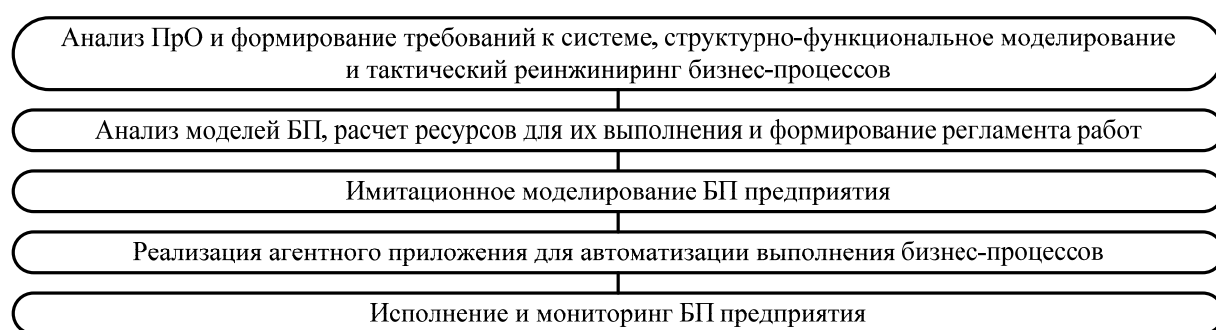 Анализ ПрО и формирование требований к системе, структурно-функциональное моделирование
и тактический реинжиниринг бизнес-процессов
Анализ моделей БП, расчет ресурсов для их выполнения и формирование регламента работ
Имитационное моделирование БП предприятия
Реализация агентного приложения для автоматизации выполнения бизнес-процессов
Исполнение и мониторинг БП предприятия